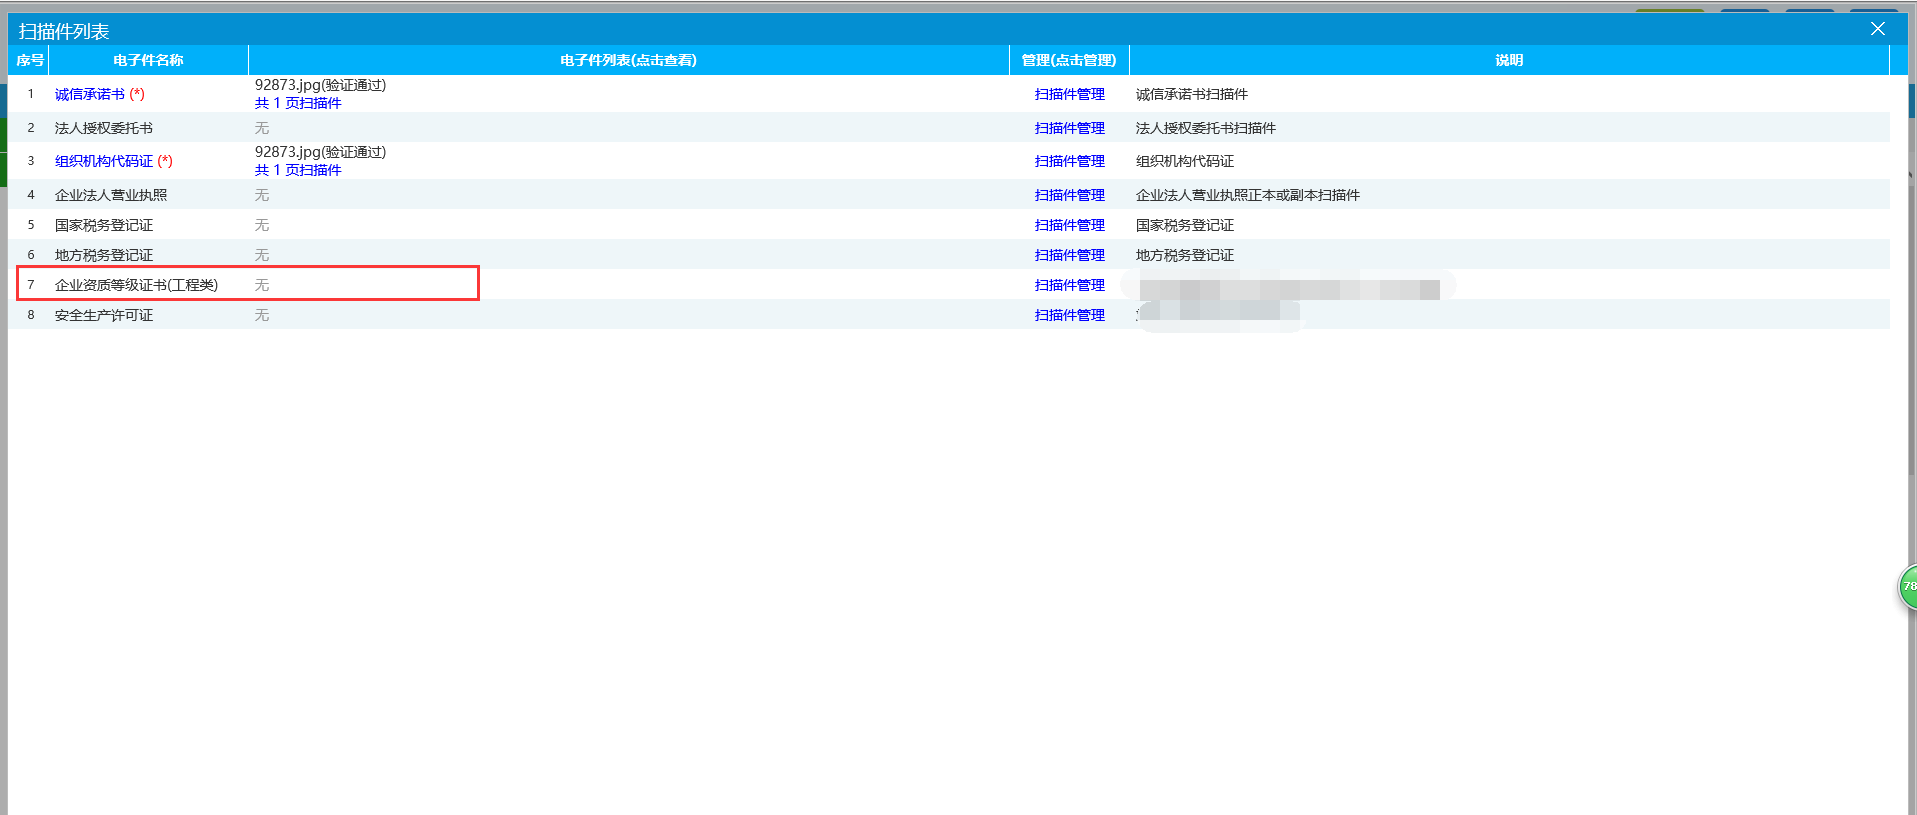 扫描件列表
序号 电子件名称 电子件列表(点击查看) 管理(点击管理) 说明
1 诚信承诺书 (*) 92873.jpg(验证通过) 共 1 页扫描件 扫描件管理 诚信承诺书扫描件
2 法人授权委托书 无 扫描件管理 法人授权委托书扫描件
3 组织机构代码证 (*) 92873.jpg(验证通过) 共 1 页扫描件 扫描件管理 组织机构代码证
4 企业法人营业执照 无 扫描件管理 企业法人营业执照正本或副本扫描件
5 国家税务登记证 无 扫描件管理 国家税务登记证
6 地方税务登记证 无 扫描件管理 地方税务登记证
7 企业资质等级证书(工程类) 无 扫描件管理
8 安全生产许可证 无 扫描件管理
78